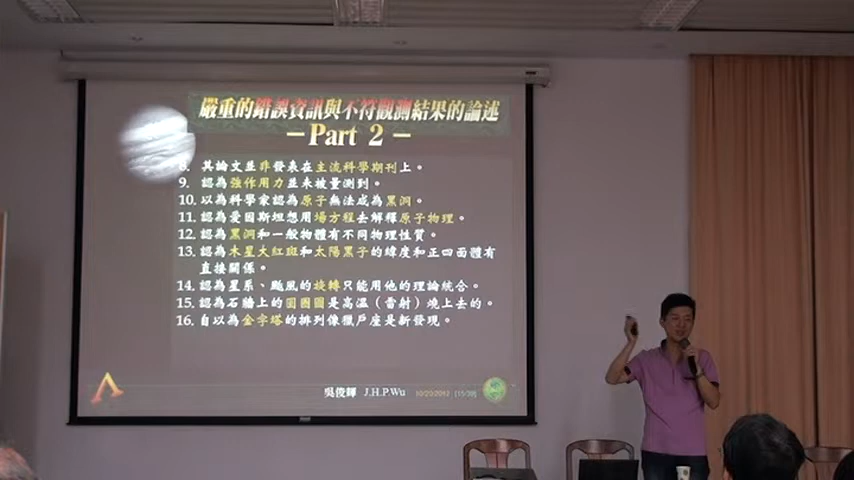 嚴重的錯誤資訊與不符觀測結果的論述
－Part 2－
8. 其論文並非發表在主流科學期刊上。
9. 認為強作用力並未被量測到。
10. 以為科學家認為原子無法成為黑洞。
11. 認為愛因斯坦想用場方程去解釋原子物理。
12. 認為黑洞和一般物體有不同物理性質。
13. 認為木星大紅斑和太陽黑子的緯度和正四面體有
直接關係。
14. 認為星系、颱風的旋轉只能用他的理論統合。
15. 認為石牆上的圖是高溫（雷射）燒上去的。
16. 自以為金字塔的排列像獵戶座是新發現。
吳俊輝 J.H.P.Wu 10/20/2012 [15/39]